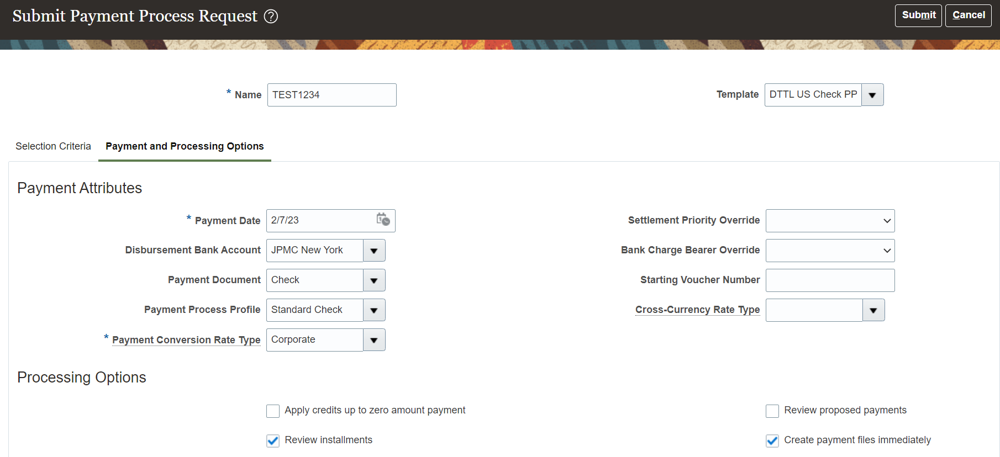 Submit Payment Process Request ?
Submit
Cancel
* Name TEST1234
Template DTTL US Check PP
Selection Criteria
Payment and Processing Options
Payment Attributes
* Payment Date 2/7/23
Settlement Priority Override
Disbursement Bank Account JPMC New York
Bank Charge Bearer Override
Payment Document Check
Starting Voucher Number
Payment Process Profile Standard Check
Cross-Currency Rate Type
* Payment Conversion Rate Type Corporate
Processing Options
Apply credits up to zero amount payment
Review proposed payments
Review installments
Create payment files immediately